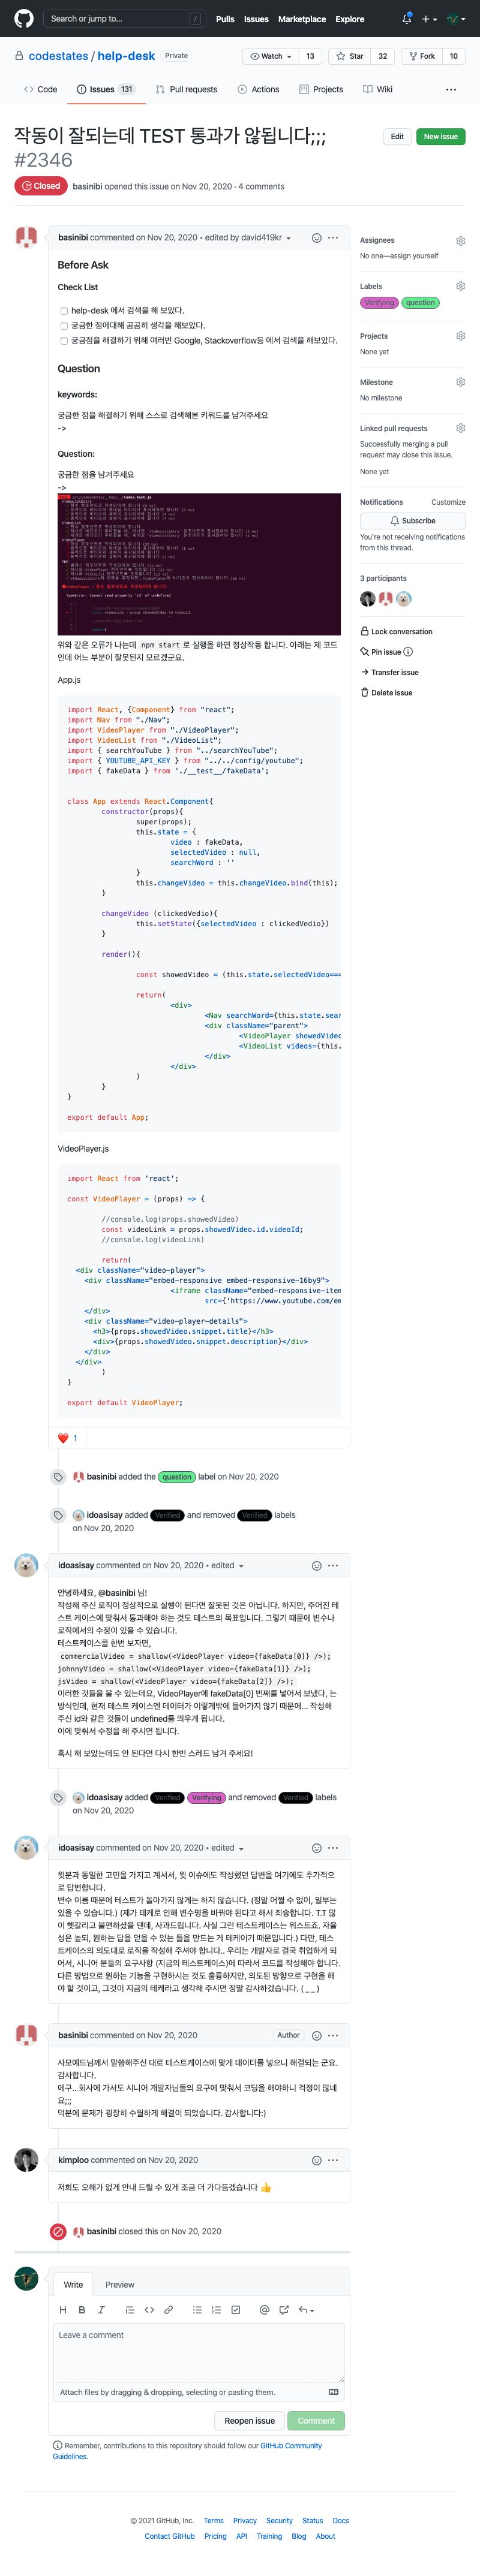 Search or jump to...
/
Pulls Issues Marketplace Explore
codestates / help-desk Private
Watch 13 Star 32 Fork 10
Code Issues 131 Pull requests Actions Projects Wiki
작동이 잘되는데 TEST 통과가 않됩니다;;;
#2346
Edit New issue
Closed basinibi opened this issue on Nov 20, 2020 · 4 comments
basinibi commented on Nov 20, 2020 • edited by david419kr
Before Ask
Check List
help-desk 에서 검색을 해 보았다.
궁금한 점에대해 곰곰히 생각을 해보았다.
궁금점을 해결하기 위해 여러번 Google, Stackoverflow등 에서 검색을 해보았다.
Question
keywords:
궁금한 점을 해결하기 위해 스스로 검색해본 키워드를 남겨주세요
->
Question:
궁금한 점을 남겨주세요
->
위와 같은 오류가 나는데 npm start 로 실행을 하면 정상작동 합니다. 아래는 제 코드
인데 어느 부분이 잘못된지 모르겠군요.
App.js
import React, {Component} from "react";
import Nav from "./Nav";
import VideoPlayer from "./VideoPlayer";
import VideoList from "./VideoList";
import { searchYouTube } from "../searchYouTube";
import { YOUTUBE_API_KEY } from "../../config/youtube";
import { fakeData } from './__test__/fakeData';
class App extends React.Component{
constructor(props){
super(props);
this.state = {
video : fakeData,
selectedVideo : null,
searchWord : ''
}
this.changeVideo = this.changeVideo.bind(this);
}
changeVideo (clickedVedio){
this.setState({selectedVideo : clickedVedio})
}
render(){
const showedVideo = (this.state.selectedVideo===
return(
<div>
<Nav searchWord={this.state.sear
<div className="parent">
<VideoPlayer showedVideo
<VideoList videos={this.
</div>
</div>
)
}
}
export default App;
VideoPlayer.js
import React from 'react';
const VideoPlayer = (props) => {
//console.log(props.showedVideo)
const videoLink = props.showedVideo.id.videoId;
//console.log(videoLink)
return(
<div className="video-player">
<div className="embed-responsive embed-responsive-16by9">
<iframe className="embed-responsive-item
src={'https://www.youtube.com/em
</div>
<div className="video-player-details">
<h3>{props.showedVideo.snippet.title}</h3>
<div>{props.showedVideo.snippet.description}</div>
</div>
</div>
)
}
export default VideoPlayer;
1
basinibi added the question label on Nov 20, 2020
idoasisay added Verified and removed Verified labels
on Nov 20, 2020
idoasisay commented on Nov 20, 2020 • edited
안녕하세요, @basinibi 님!
작성해 주신 로직이 정상적으로 실행이 된다면 잘못된 것은 아닙니다. 하지만, 주어진 테
스트 케이스에 맞춰서 통과해야 하는 것도 테스트의 목표입니다. 그렇기 때문에 변수나
로직에서의 수정이 있을 수 있습니다.
테스트케이스를 한번 보자면,
commercialVideo = shallow(<VideoPlayer video={fakeData[0]} />);
johnnyVideo = shallow(<VideoPlayer video={fakeData[1]} />);
jsVideo = shallow(<VideoPlayer video={fakeData[2]} />);
이러한 것들을 볼 수 있는데요, VideoPlayer에 fakeData[0] 번째를 넣어서 보냈다, 는
방식인데, 현재 테스트 케이스엔 데이터가 이렇게밖에 들어가지 않기 때문에... 작성해
주신 id와 같은 것들이 undefined를 띄우게 됩니다.
이에 맞춰서 수정을 해 주시면 됩니다.
혹시 해 보았는데도 안 된다면 다시 한번 스레드 남겨 주세요!
idoasisay added Verified Verifying and removed Verified labels
on Nov 20, 2020
idoasisay commented on Nov 20, 2020 • edited
윗분과 동일한 고민을 가지고 계셔서, 윗 이슈에도 작성했던 답변을 여기에도 추가적으
로 답변합니다.
변수 이름 때문에 테스트가 돌아가지 않게는 하지 않습니다. (정말 어쩔 수 없이, 일부는
있을 수 있습니다.) (제가 테케로 인해 변수명을 바꿔야 된다고 해서 죄송합니다. T.T 많
이 헷갈리고 불편하셨을 텐데, 사과드립니다. 사실 그런 테스트케이스는 워스트죠. 자율
성은 높되, 원하는 답을 얻을 수 있는 틀을 만드는 게 테케이기 때문입니다.) 다만, 테스
트케이스의 의도대로 로직을 작성해 주셔야 합니다.. 우리는 개발자로 결국 취업하게 되
어서, 시니어 분들의 요구사항 (지금의 테스트케이스)에 따라서 코드를 작성해야 합니다.
다른 방법으로 원하는 기능을 구현하시는 것도 훌륭하지만, 의도된 방향으로 구현을 해
야 할 것이고, 그것이 지금의 테케라고 생각해 주시면 정말 감사하겠습니다. ( _ _ )
basinibi commented on Nov 20, 2020 Author
사모예드님께서 말씀해주신 대로 테스트케이스에 맞게 데이터를 넣으니 해결되는 군요.
감사합니다.
에구.. 회사에 가서도 시니어 개발자님들의 요구에 맞춰서 코딩을 해야하니 걱정이 많네
요;;;
덕분에 문제가 굉장히 수월하게 해결이 되었습니다. 감사합니다:)
kimploo commented on Nov 20, 2020
저희도 오해가 없게 안내 드릴 수 있게 조금 더 가다듬겠습니다 👍
basinibi closed this on Nov 20, 2020
Write Preview
Leave a comment
Attach files by dragging & dropping, selecting or pasting them.
Reopen issue Comment
Remember, contributions to this repository should follow our GitHub Community
Guidelines.
Assignees
No one—assign yourself
Labels
Verifying question
Projects
None yet
Milestone
No milestone
Linked pull requests
Successfully merging a pull
request may close this issue.
None yet
Notifications Customize
Subscribe
You're not receiving notifications
from this thread.
3 participants
Lock conversation
Pin issue
Transfer issue
Delete issue
© 2021 GitHub, Inc. Terms Privacy Security Status Docs
Contact GitHub Pricing API Training Blog About